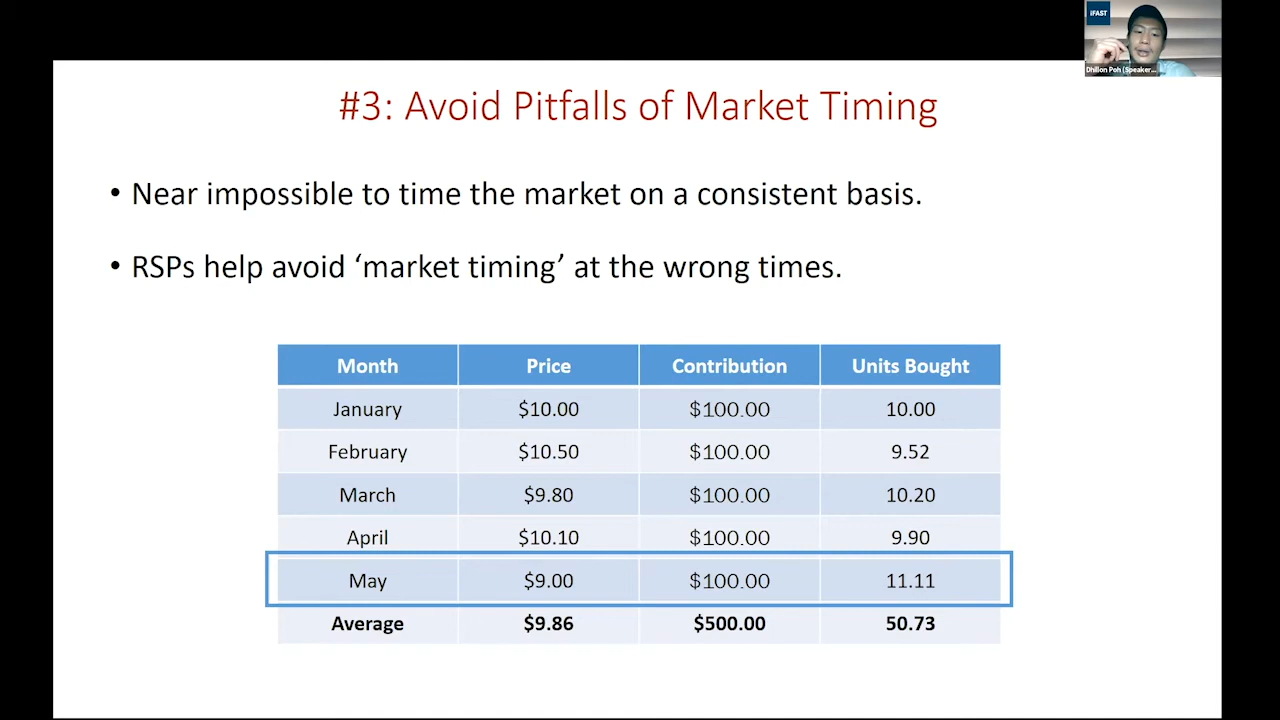 iFAST
Dhillon Poh (Speaker...
#3: Avoid Pitfalls of Market Timing
• Near impossible to time the market on a consistent basis.
• RSPs help avoid ‘market timing’ at the wrong times.
Month Price Contribution Units Bought
January $10.00 $100.00 10.00
February $10.50 $100.00 9.52
March $9.80 $100.00 10.20
April $10.10 $100.00 9.90
May $9.00 $100.00 11.11
Average $9.86 $500.00 50.73